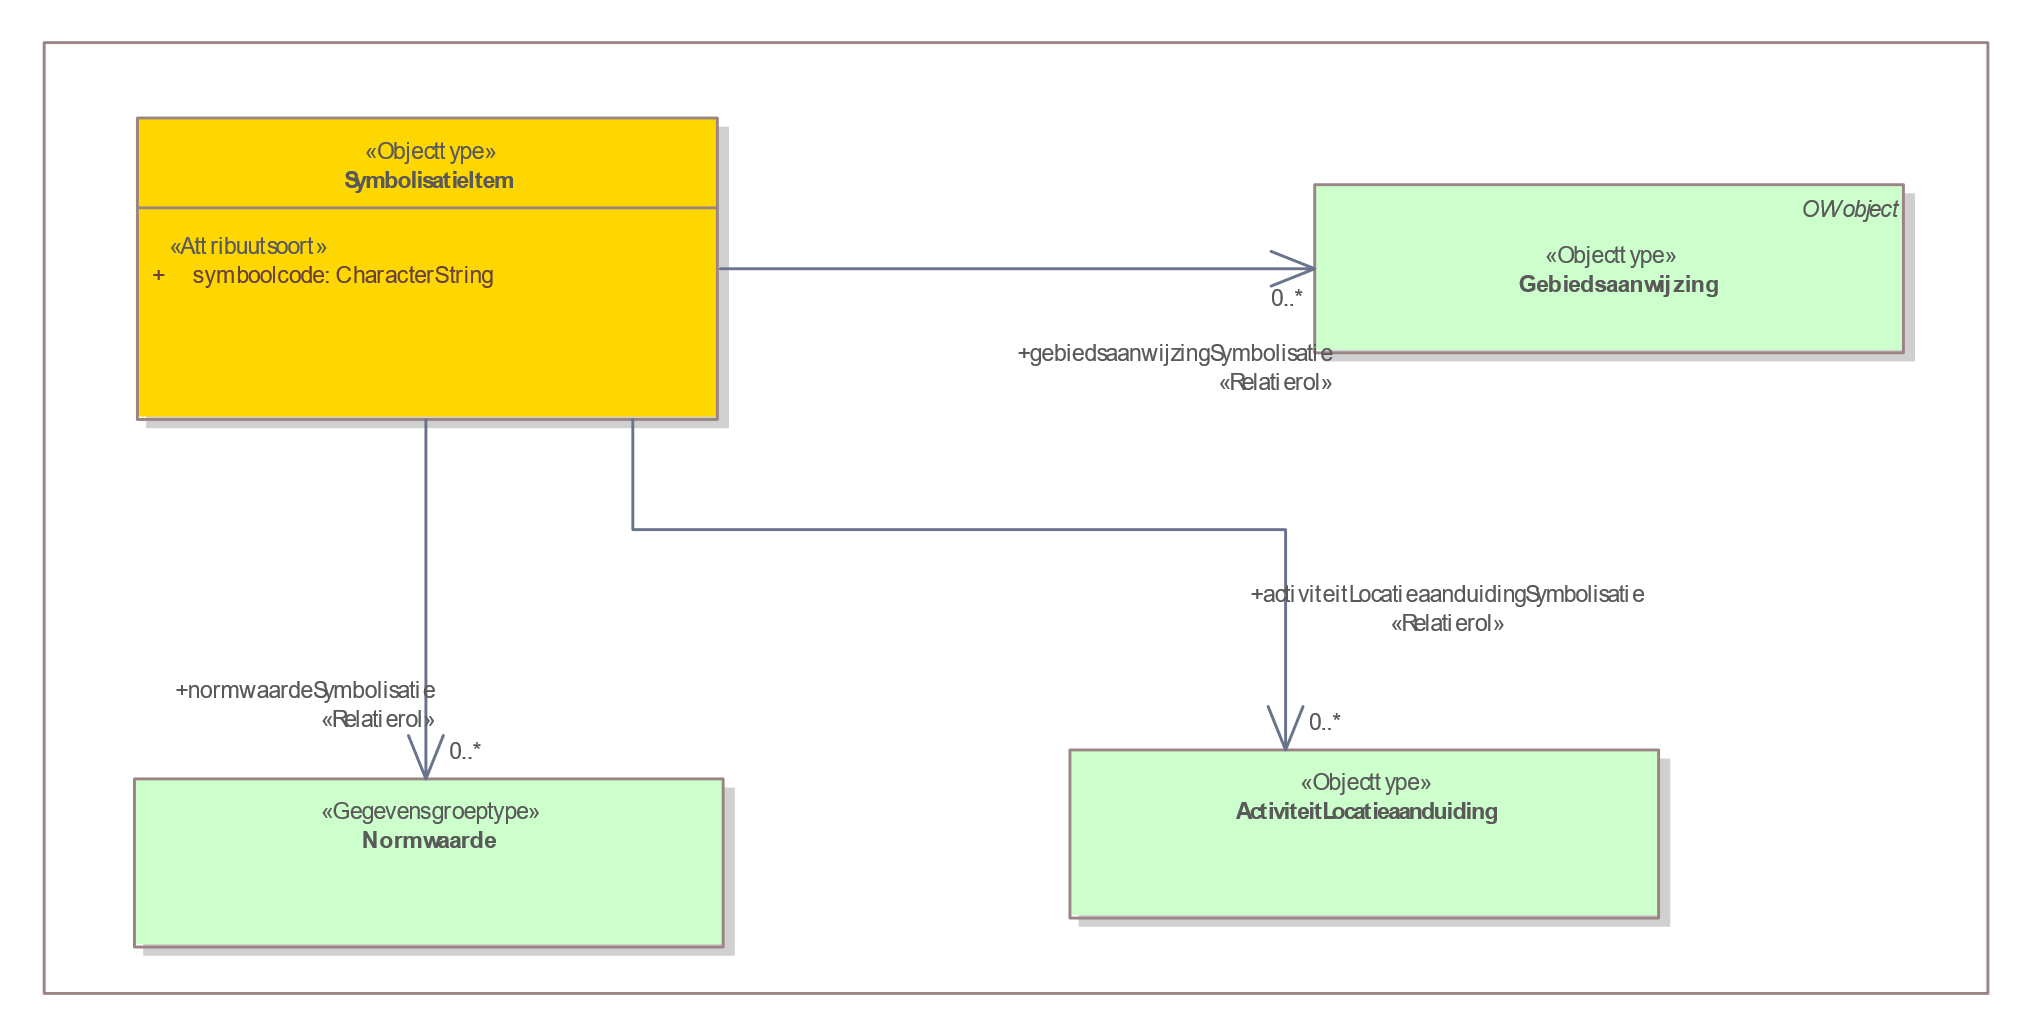 «Objecttype»
SymbolisatieItem
«Attribuutsoort»
+ symboolcode: CharacterString
OWobject
«Objecttype»
Gebiedsaanwijzing
0..*
+gebiedsaanwijzingSymbolisatie
«Relatierol»
+activiteitLocatieaanduidingSymbolisatie
«Relatierol»
+normwaardeSymbolisatie
«Relatierol»
0..*
0..*
«Gegevensgroeptype»
Normwaarde
«Objecttype»
ActiviteitLocatieaanduiding